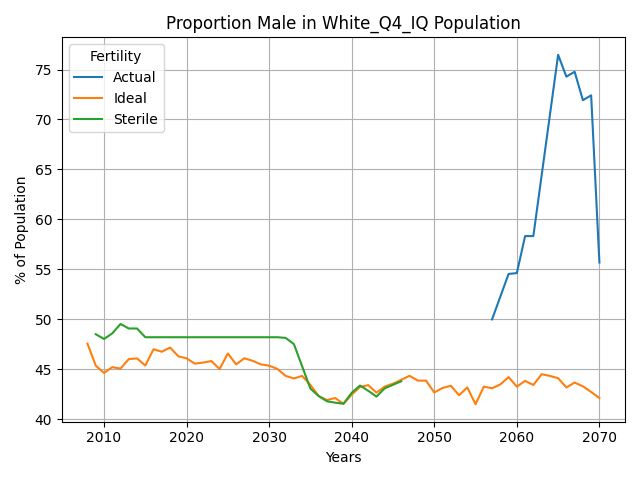 Proportion Male in White_Q4_IQ Population
Fertility
Actual
Ideal
Sterile
% of Population
75
70
65
60
55
50
45
40
2010
2020
2030
2040
2050
2060
2070
Years